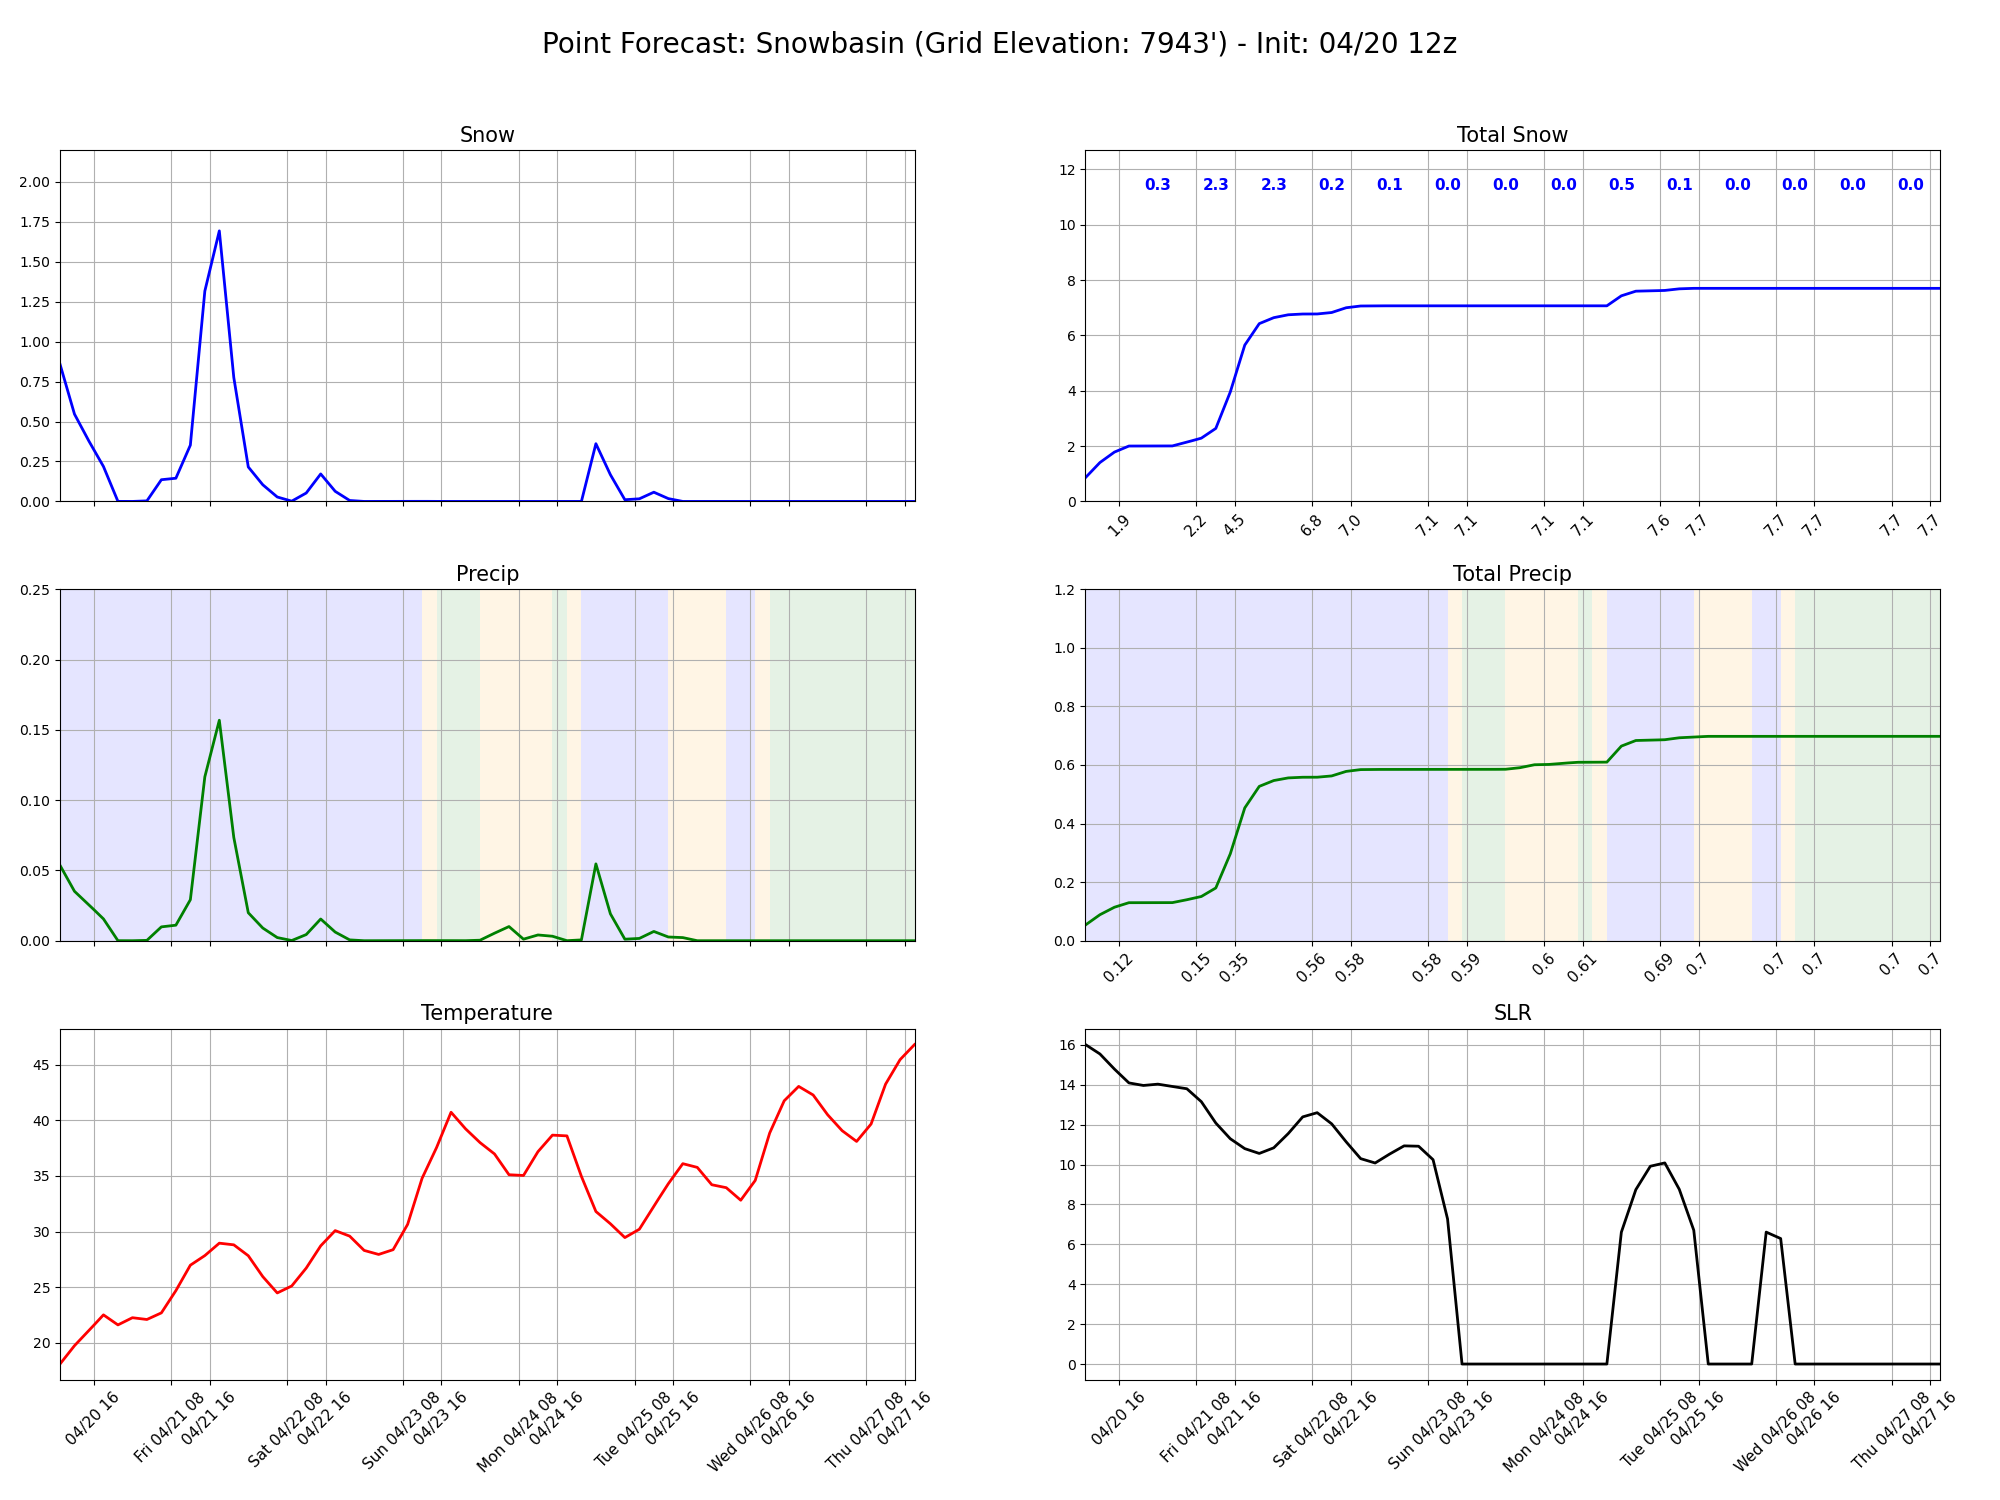 Point Forecast: Snowbasin (Grid Elevation: 7943') - Init: 04/20 12z
Snow
2.00
1.75
1.50
1.25
1.00
0.75
0.50
0.25
0.00
Total Snow
12
10
8
6
4
2
0
0.3 2.3 2.3 0.2 0.1 0.0 0.0 0.0 0.5 0.1 0.0 0.0 0.0 0.0
1.9 2.2 4.5 6.8 7.0 7.1 7.1 7.1 7.1 7.6 7.7 7.7 7.7 7.7 7.7
Precip
0.25
0.20
0.15
0.10
0.05
0.00
Total Precip
1.2
1.0
0.8
0.6
0.4
0.2
0.0
0.12 0.15 0.35 0.56 0.58 0.58 0.59 0.6 0.61 0.69 0.7 0.7 0.7 0.7 0.7
Temperature
45
40
35
30
25
20
04/20 16
Fri 04/21 08
04/21 16
Sat 04/22 08
04/22 16
Sun 04/23 08
04/23 16
Mon 04/24 08
04/24 16
Tue 04/25 08
04/25 16
Wed 04/26 08
04/26 16
Thu 04/27 08
04/27 16
SLR
16
14
12
10
8
6
4
2
0
04/20 16
Fri 04/21 08
04/21 16
Sat 04/22 08
04/22 16
Sun 04/23 08
04/23 16
Mon 04/24 08
04/24 16
Tue 04/25 08
04/25 16
Wed 04/26 08
04/26 16
Thu 04/27 08
04/27 16